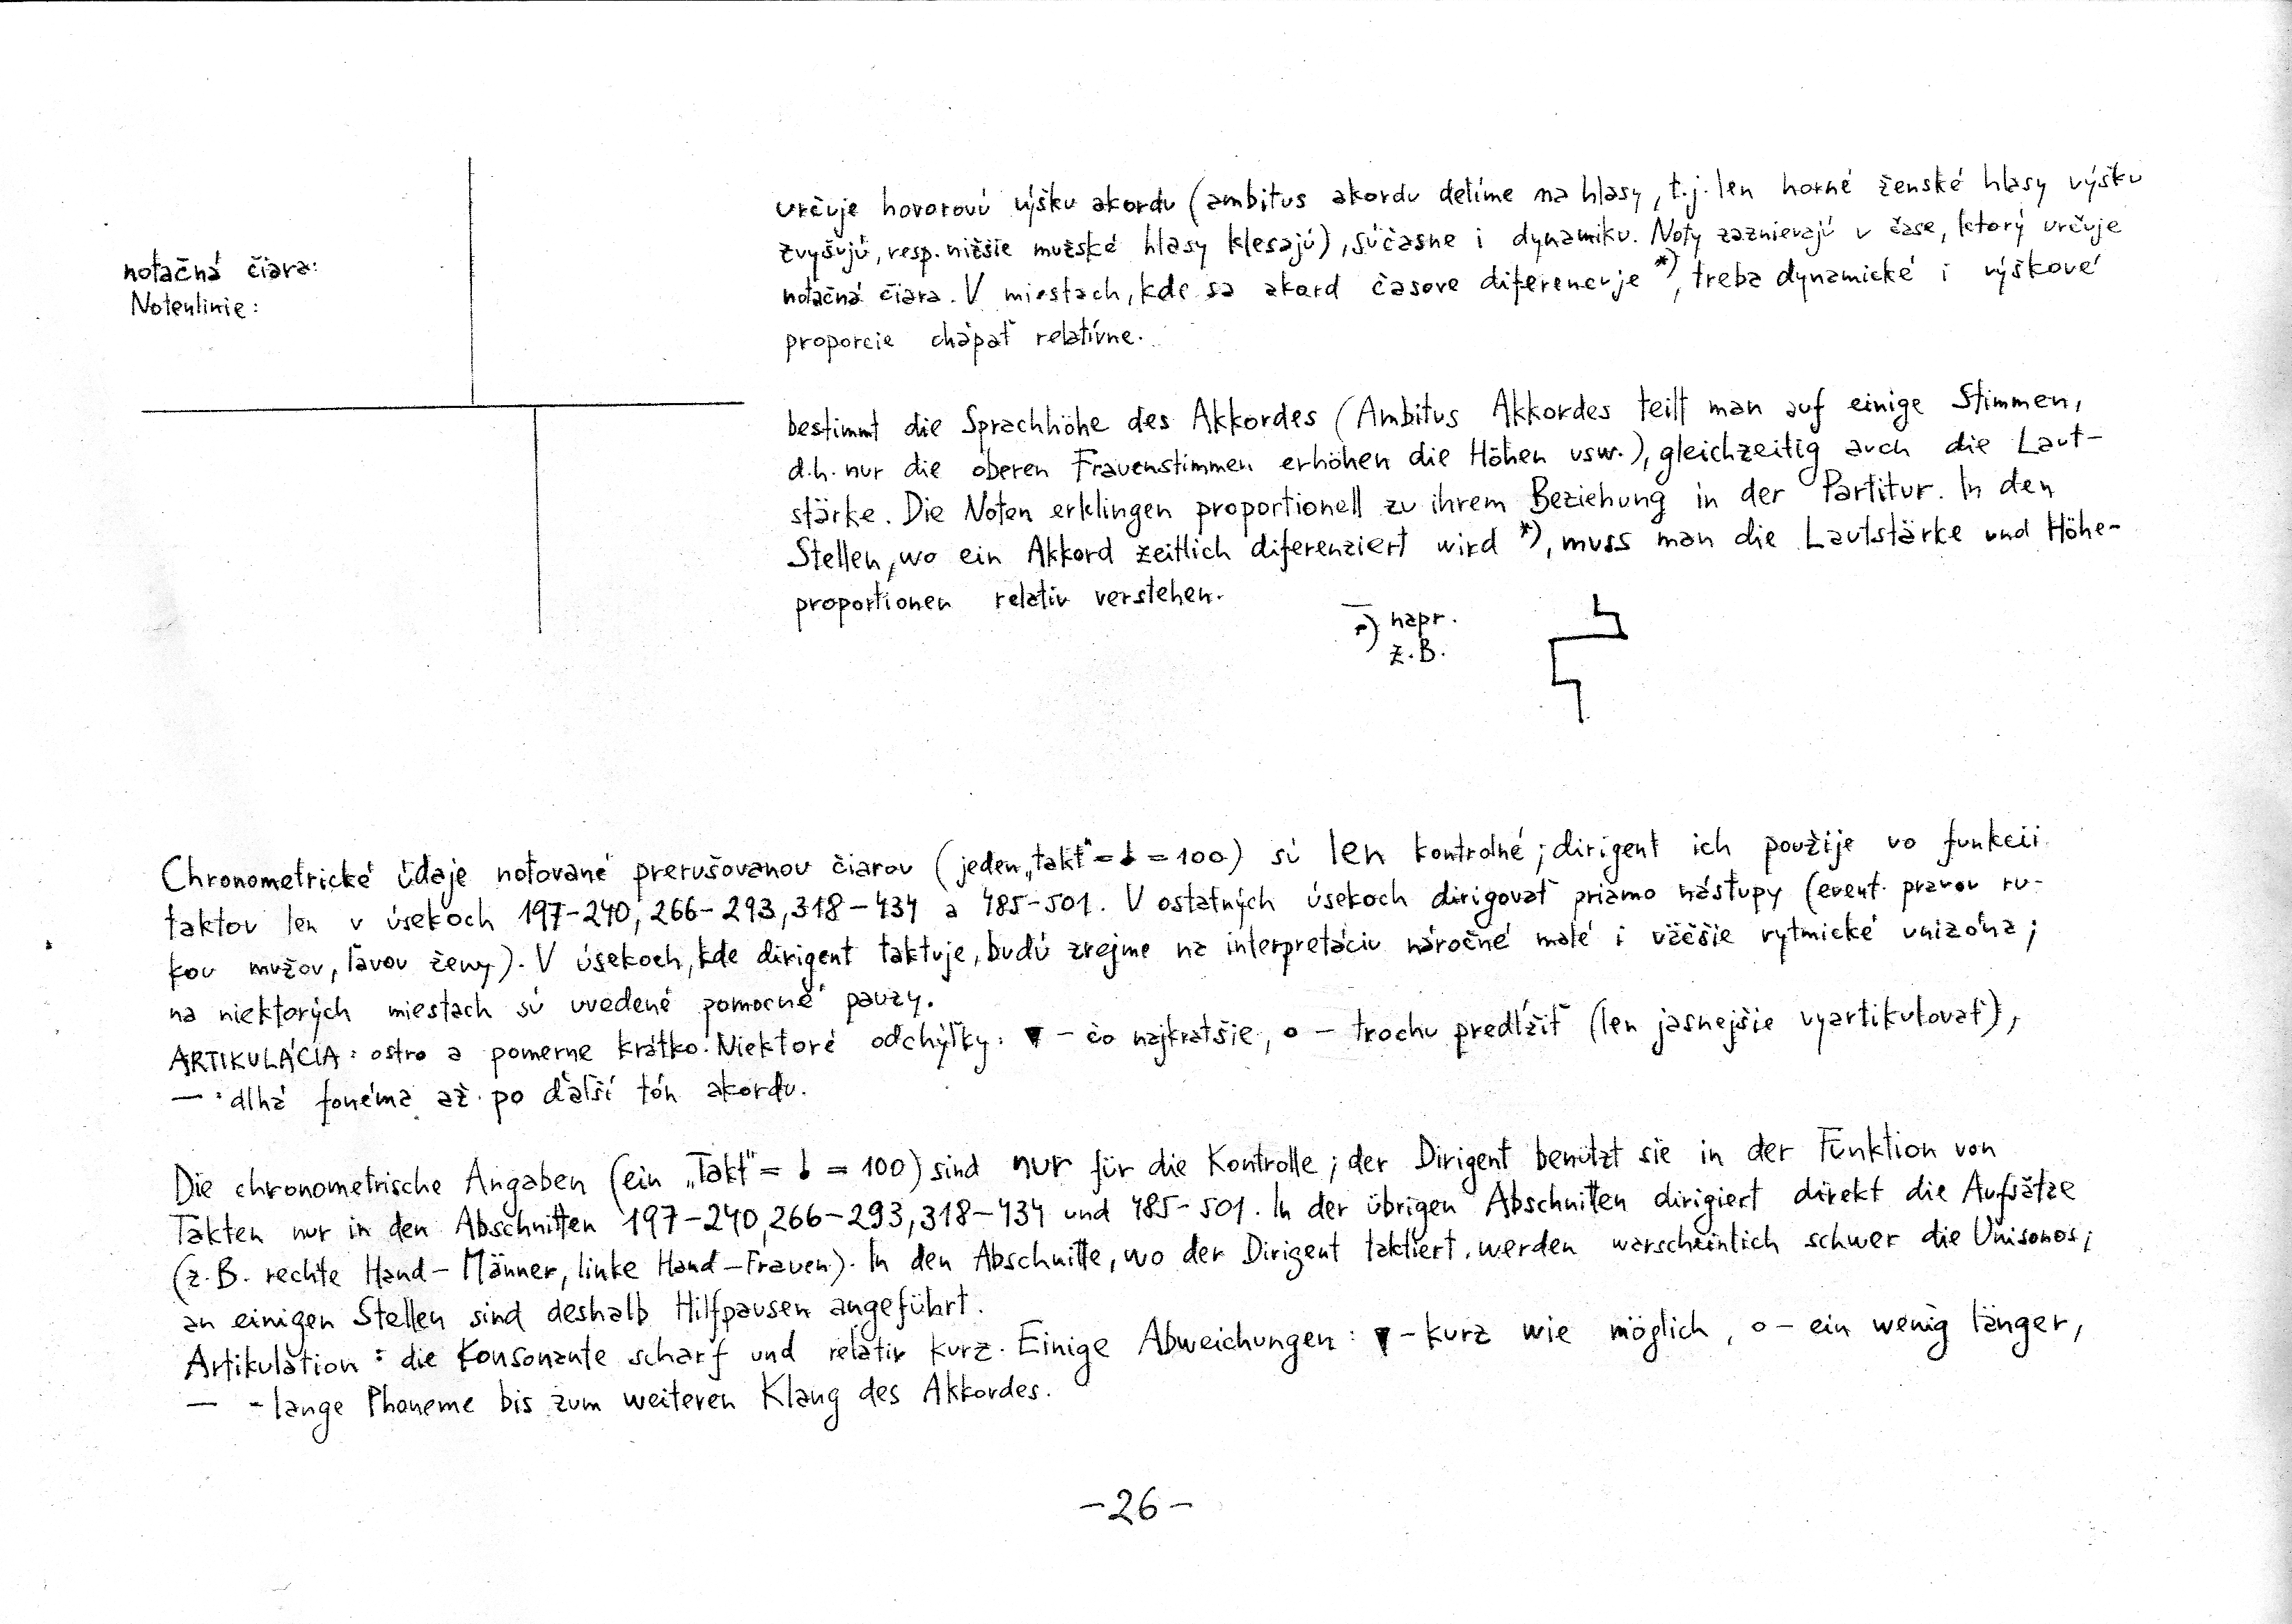 notačná čiara:
Notenlinie:
určuje hovorovú výšku akordu (ambitus akordu delíme na hlasy, t.j. len horné ženské hlasy výšku
zvyšujú, resp. nižšie mužské hlasy klesajú), súčasne i dynamiku. Noty zaznievajú v čase, ktorý určuje
notačná čiara. V miestach, kde sa akord časove diferencuje *), treba dynamické i výškové
proporcie chápať relatívne.
bestimmt die Sprachhöhe des Akkordes (Ambitus Akkordes teilt man auf einige Stimmen,
d.h. nur die oberen Frauenstimmen erhöhen die Höhen usw.), gleichzeitig auch die Laut-
stärke. Die Noten erklingen proportionell zu ihrem Beziehung in der Partitur. In den
Stellen, wo ein Akkord zeitlich diferenziert wird *), muss man die Lautstärke und Höhe-
proportionen relativ verstehen.
napr.
z.B.
Chronometrické údaje notované prerušovanou čiarou (jeden „takt" = ♩ = 100) sú len kontrolné; dirigent ich použije vo funkcii
taktov len v úsekoch 197-240, 266-293, 318-434 a 485-501. V ostatných úsekoch dirigovať priamo nástupy (event. pravou ru-
kou mužov, ľavou ženy). V úsekoch, kde dirigent taktuje, budú zrejme na interpretáciu náročné malé i väčšie rytmické unizóna;
na niektorých miestach sú uvedené pomocné pauzy.
ARTIKULÁCIA: ostro a pomerne krátko. Niektoré odchýľky: ▼ - čo najkratšie, o - trochu predĺžiť (len jasnejšie vyartikulovať),
— : dlhá fonéma až po ďalší tón akordu.
Die chronometrische Angaben (ein „Takt" = ♩ = 100) sind nur für die Kontrolle; der Dirigent benützt sie in der Funktion von
Takten nur in den Abschnitten 197-240, 266-293, 318-434 und 485-501. In der übrigen Abschnitten dirigiert direkt die Aufsätze
(z.B. rechte Hand - Männer, linke Hand - Frauen). In den Abschnitte, wo der Dirigent taktiert, werden warscheinlich schwer die Unisonos;
an einigen Stellen sind deshalb Hilfpausen angeführt.
Artikulation: die Konsonante scharf und relativ kurz. Einige Abweichungen: ▼ - kurz wie möglich, o - ein wenig länger,
— - lange Phoneme bis zum weiteren Klang des Akkordes.
-26-